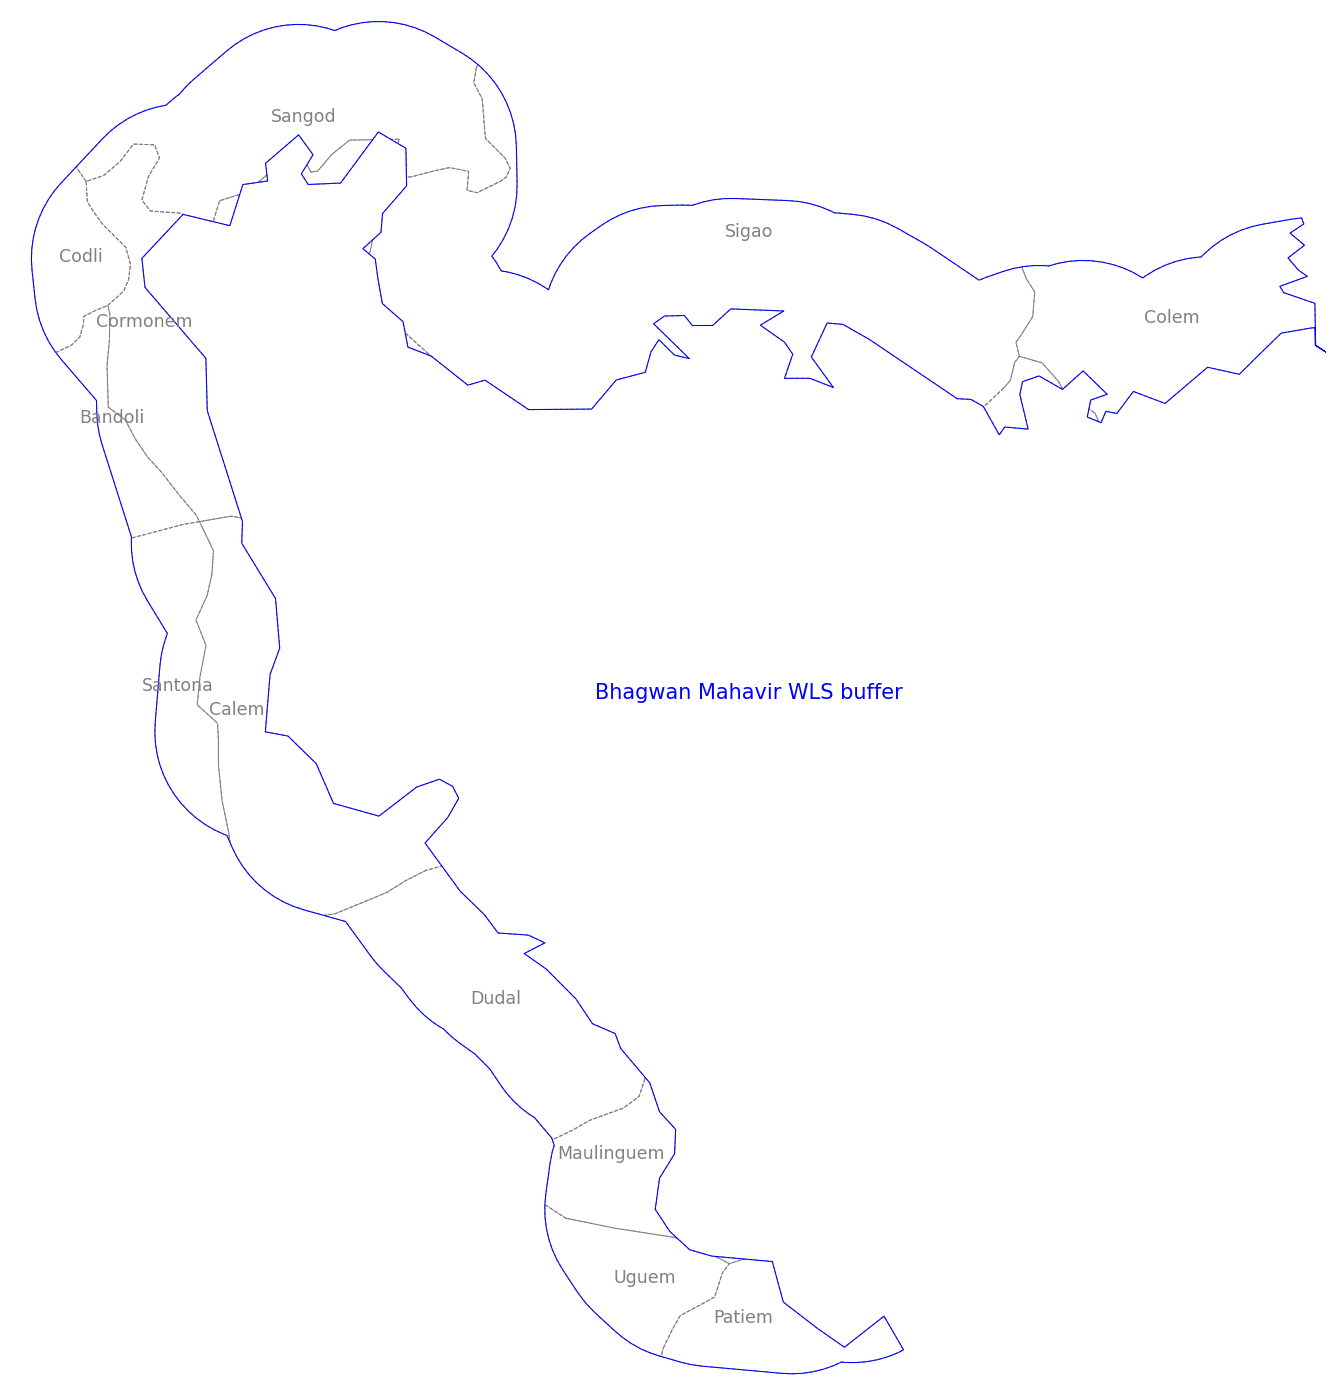 Sangod
Sigao
Codli
Colem
Cormonem
Bandoli
Santona
Bhagwan Mahavir WLS buffer
Calem
Dudal
Maulinguem
Uguem
Patiem